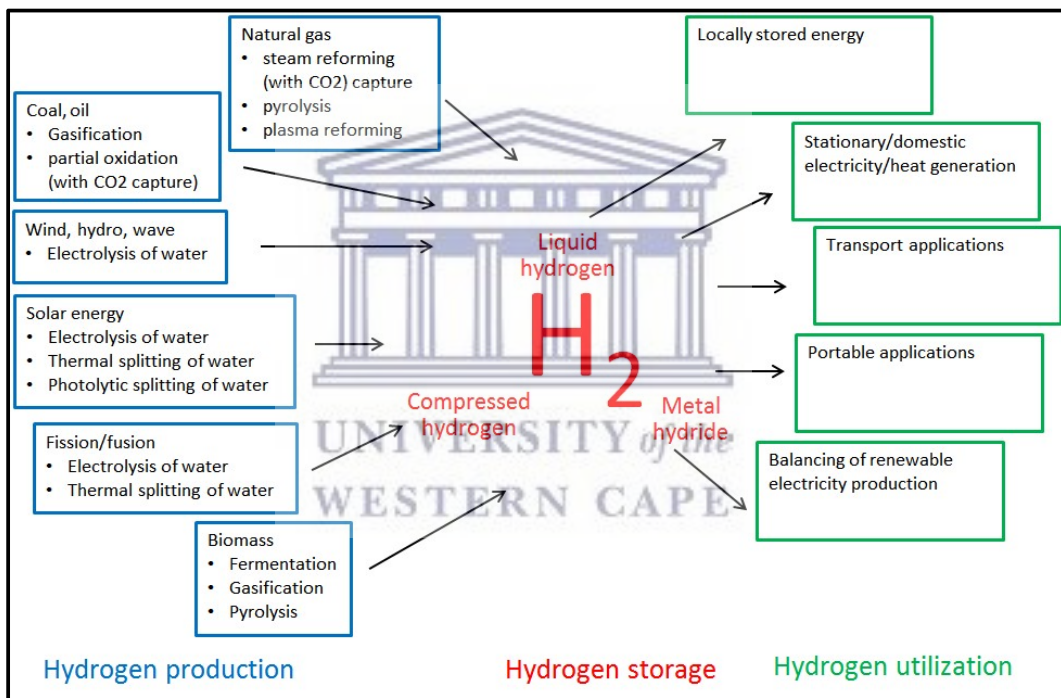 Natural gas
• steam reforming
(with CO2) capture
• pyrolysis
• plasma reforming
Coal, oil
• Gasification
• partial oxidation
(with CO2 capture)
Wind, hydro, wave
• Electrolysis of water
Solar energy
• Electrolysis of water
• Thermal splitting of water
• Photolytic splitting of water
Fission/fusion
• Electrolysis of water
• Thermal splitting of water
Biomass
• Fermentation
• Gasification
• Pyrolysis
Hydrogen production
Liquid
hydrogen
H2
Compressed
hydrogen
Metal
hydride
UNIVERSITY of the
WESTERN CAPE
Hydrogen storage
Locally stored energy
Stationary/domestic
electricity/heat generation
Transport applications
Portable applications
Balancing of renewable
electricity production
Hydrogen utilization